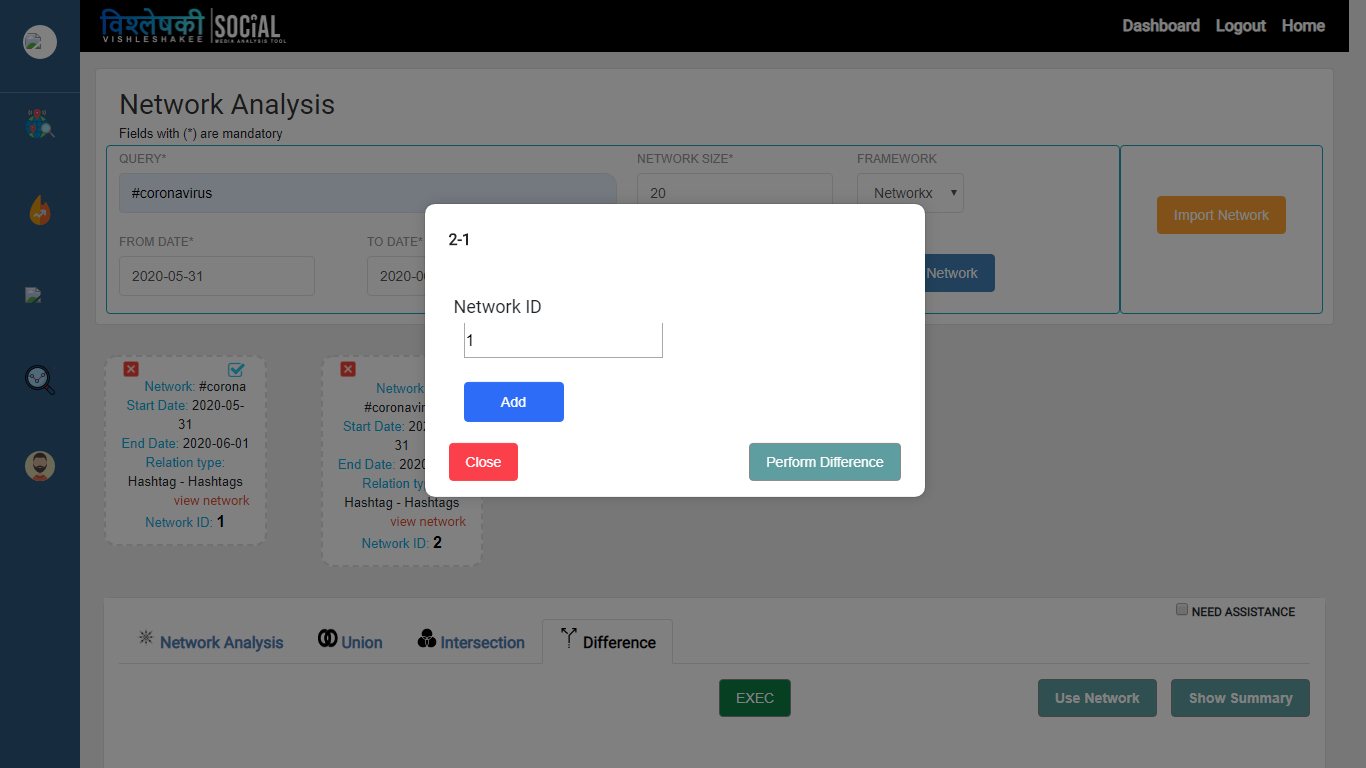 विश्लेषकी SOCIAL
VISHLESHAKEE MEDIA ANALYSIS TOOL
Dashboard Logout Home
Network Analysis
Fields with (*) are mandatory
QUERY* NETWORK SIZE* FRAMEWORK
#coronavirus 20 Networkx
Import Network
FROM DATE* TO DATE*
2020-05-31 2020-0 Network
2-1
Network ID
1
Add
Close Perform Difference
Network: #corona
Start Date: 2020-05-
31
End Date: 2020-06-01
Relation type:
Hashtag - Hashtags
view network
Network ID: 1
Network
#coronavir
Start Date: 202
31
End Date: 2020
Relation ty
Hashtag - Hashtags
view network
Network ID: 2
NEED ASSISTANCE
Network Analysis Union Intersection Difference
EXEC Use Network Show Summary